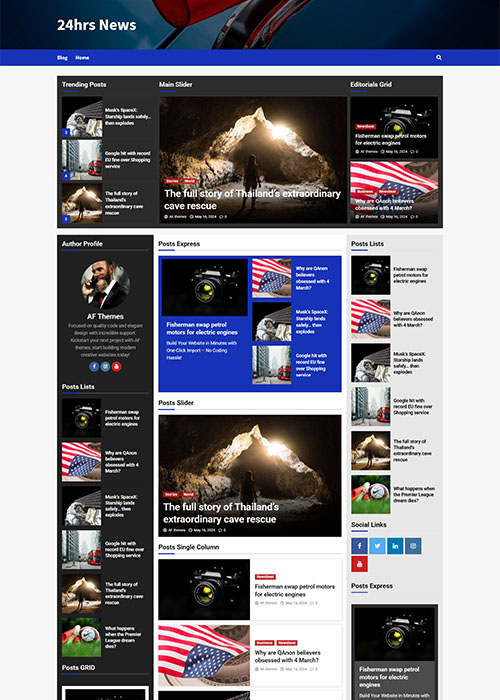 24hrs News
Blog
Home
Trending Posts
3
Musk's SpaceX:
Starship lands safely…
then explodes
4
Google hit with
record EU fine over
Shopping service
5
The full story of
Thailand's extraordinary
cave rescue
Main Slider
Stories
World
The full story of Thailand's extraordinary
cave rescue
AF themes
May 16, 2024
0
Editorials Grid
Newsbeat
Fisherman swap petrol motors
for electric engines
AF themes
May 16, 2024
0
Business
Newsbeat
Why are QAnon believers
obsessed with 4 March?
AF themes
May 16, 2024
0
Author Profile
AF Themes
Focused on quality code and elegant
design with incredible support.
Kickstart your next project with AF
themes, start building modern
creative websites today!
Posts Lists
Fisherman swap
petrol motors for
electric engines
Why are QAnon
believers
obsessed with 4
March?
Musk's SpaceX:
Starship lands
safely… then
explodes
Google hit with
record EU fine
over Shopping
service
The full story of
Thailand's
extraordinary
cave rescue
What happens
when the Premier
League dream
dies?
Posts GRID
Posts Express
Fisherman swap petrol
motors for electric engines
Build Your Website in Minutes with
One-Click Import – No Coding
Hassle!
Why are QAnon
believers obsessed
with 4 March?
Musk's SpaceX:
Starship lands
safely… then
explodes
Google hit with
record EU fine
over Shopping
service
Posts Slider
Stories
World
The full story of Thailand's
extraordinary cave rescue
AF themes
May 16, 2024
0
Posts Single Column
Newsbeat
Fisherman swap petrol motors
for electric engines
AF themes
May 16, 2024
0
Business
Newsbeat
Why are QAnon believers
obsessed with 4 March?
AF themes
May 16, 2024
0
Posts Lists
Fisherman swap
petrol motors for
electric engines
Why are QAnon
believers obsessed
with 4 March?
Musk's SpaceX:
Starship lands
safely… then
explodes
Google hit with
record EU fine over
Shopping service
The full story of
Thailand's
extraordinary cave
rescue
What happens when
the Premier League
dream dies?
Social Links
Posts Express
Fisherman swap
petrol motors for
electric engines
Build Your Website in